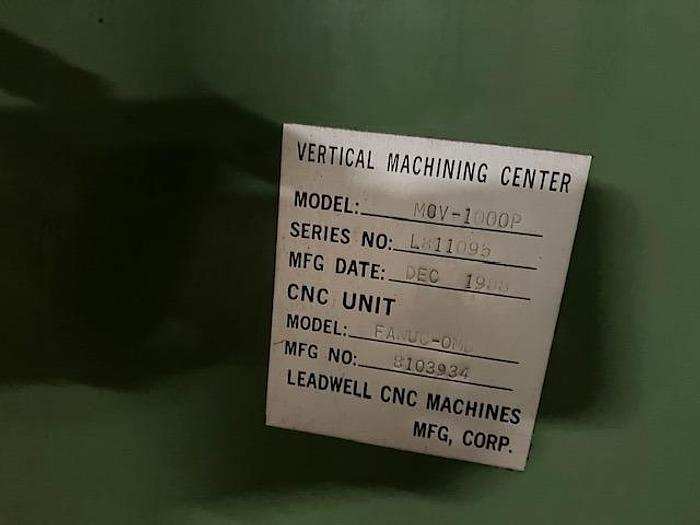 VERTICAL MACHINING CENTER
MODEL: MCV-1000P
SERIES NO: L811095
MFG DATE: DEC
CNC UNIT
MODEL:
MFG NO: 8103934
LEADWELL CNC MACHINES
MFG, CORP.